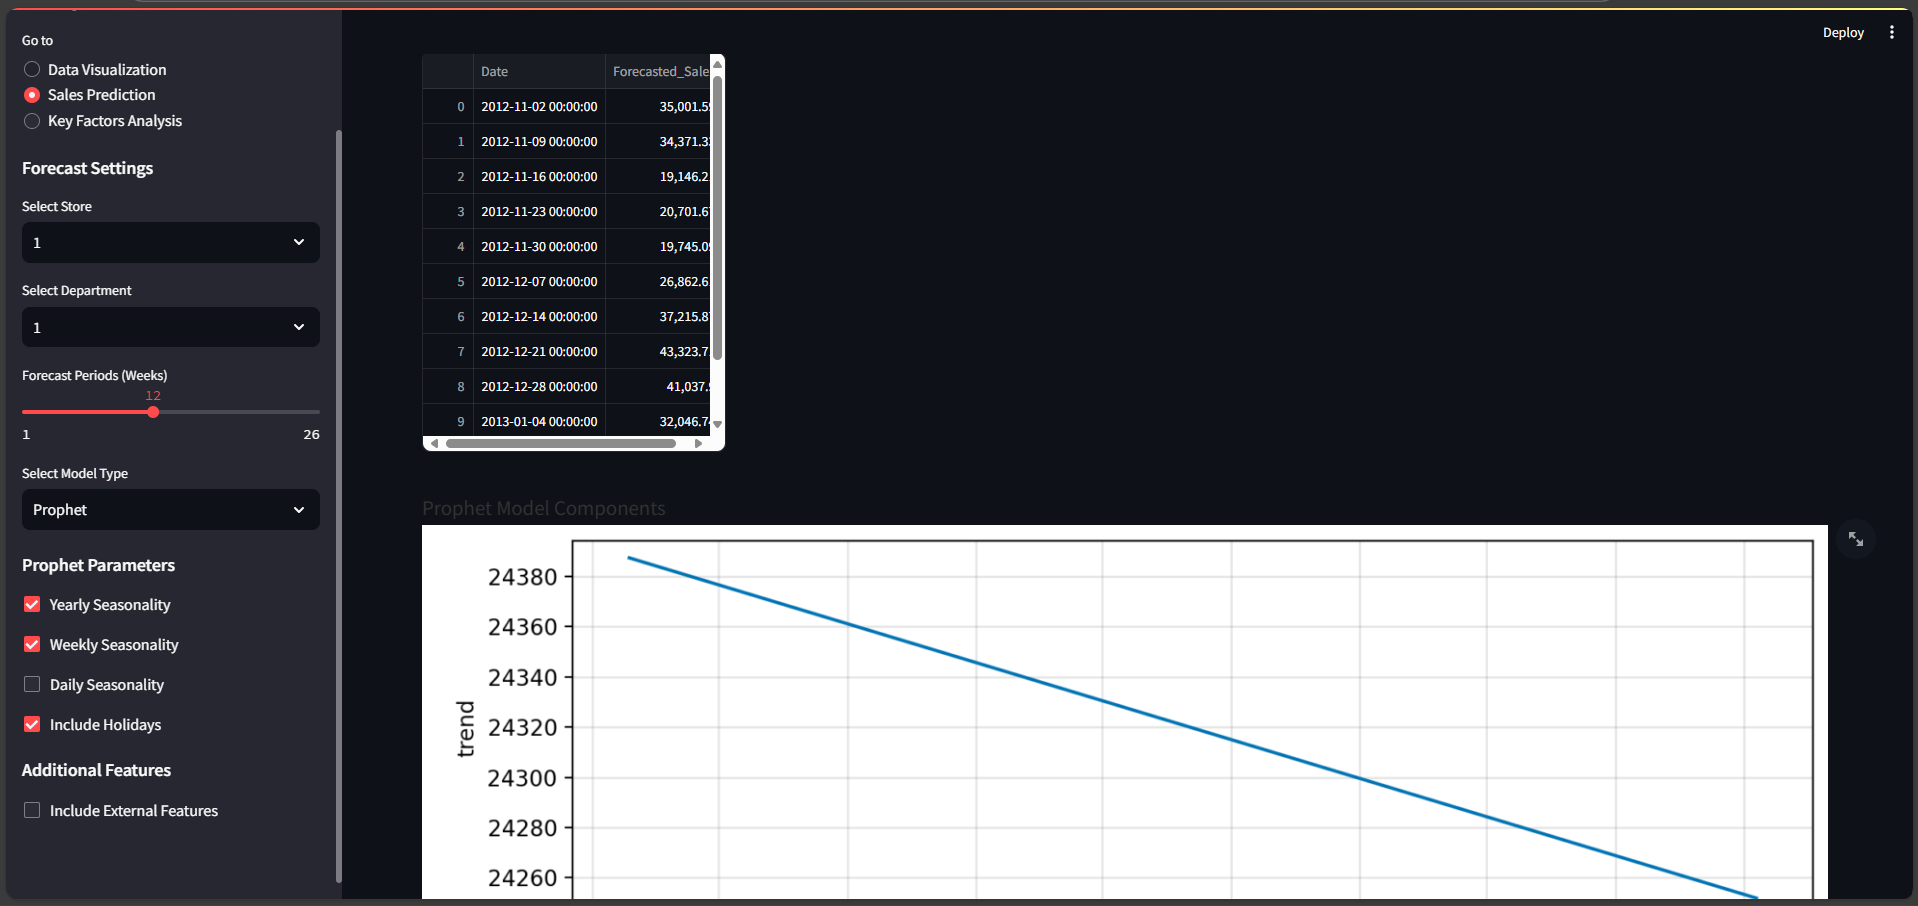 Deploy
Go to
Data Visualization
Sales Prediction
Key Factors Analysis
Forecast Settings
Select Store
1
Select Department
1
Forecast Periods (Weeks)
12
1 26
Select Model Type
Prophet
Prophet Parameters
Yearly Seasonality
Weekly Seasonality
Daily Seasonality
Include Holidays
Additional Features
Include External Features
Date Forecasted_Sale
0 2012-11-02 00:00:00 35,001.5
1 2012-11-09 00:00:00 34,371.3
2 2012-11-16 00:00:00 19,146.2
3 2012-11-23 00:00:00 20,701.6
4 2012-11-30 00:00:00 19,745.0
5 2012-12-07 00:00:00 26,862.6
6 2012-12-14 00:00:00 37,215.8
7 2012-12-21 00:00:00 43,323.7
8 2012-12-28 00:00:00 41,037.
9 2013-01-04 00:00:00 32,046.7
Prophet Model Components
24380
24360
24340
24320
24300
24280
24260
trend